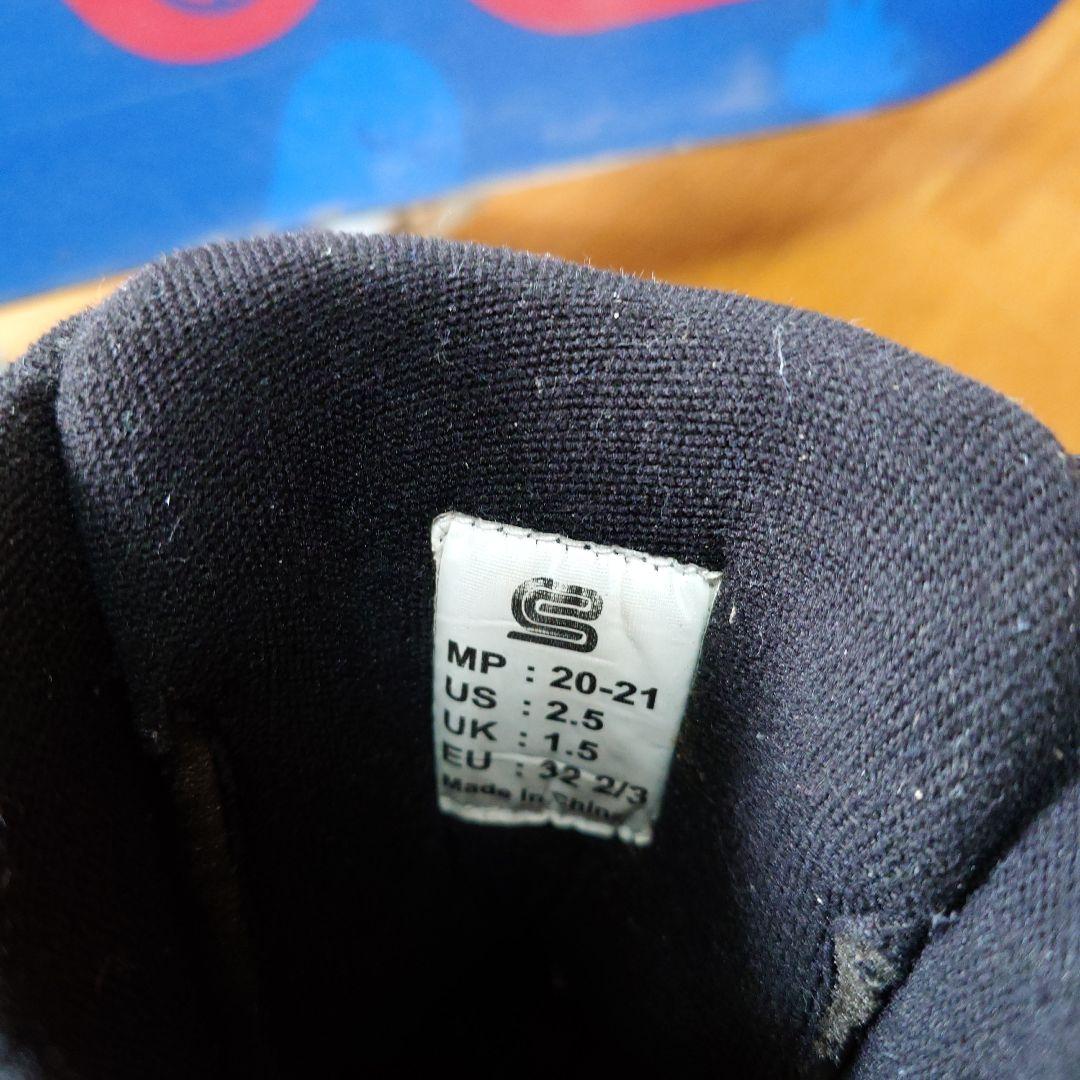 MP : 20-21
US : 2.5
UK : 1.5
EU : 32 2/3
Made in China